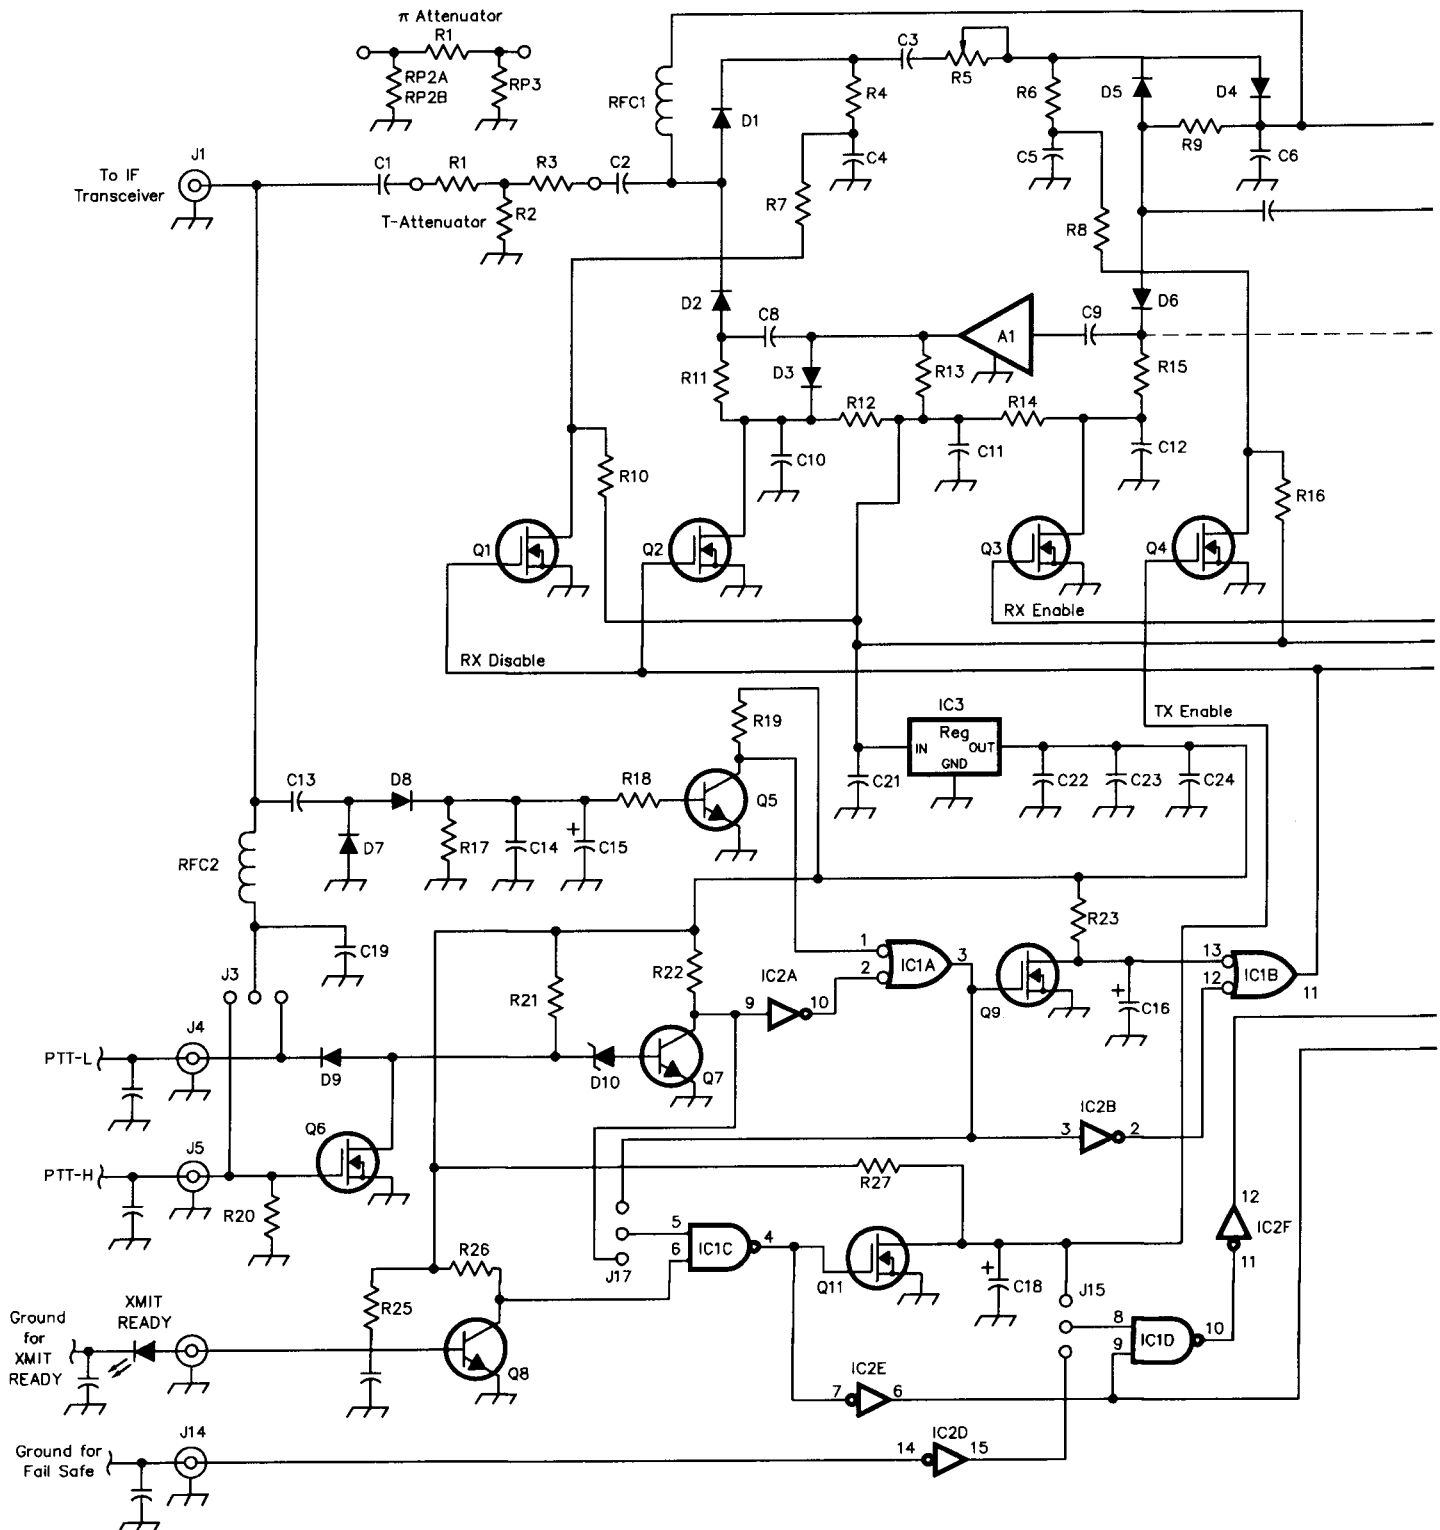 π Attenuator
R1
RP2A
RP2B
RP3
RFC1
D1
C3
R5
R4
C4
R6
C5
D5
D4
R9
C6
J1
To IF
Transceiver
C1
R1
R3
C2
R2
T-Attenuator
R7
R8
D2
C8
A1
C9
D6
R11
D3
R13
R15
R12
R14
C10
C11
C12
R10
R16
Q1
Q2
Q3
Q4
RX Enable
RX Disable
TX Enable
R19
IC3
Reg
IN
OUT
GND
C21
C22
C23
C24
C13
D8
R18
Q5
D7
R17
C14
+
C15
RFC2
C19
R23
J3
R21
R22
IC2A
9
10
1
2
IC1A
3
Q9
+
C16
13
12
IC1B
11
J4
PTT-L
D9
D10
Q7
IC2B
3
2
Q6
J5
PTT-H
R20
R27
12
IC2F
11
5
6
IC1C
4
J17
Q11
+
C18
J15
R26
R25
8
9
IC1D
10
Ground
for
XMIT
READY
XMIT
READY
Q8
IC2E
7
6
J14
Ground for
Fail Safe
IC2D
14
15